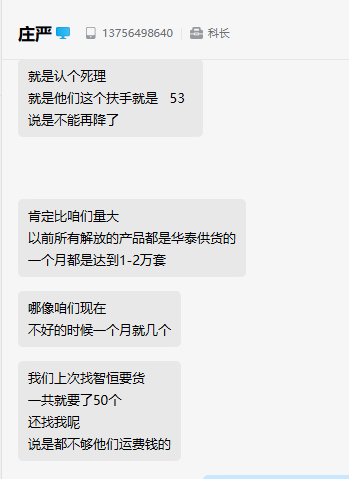 庄严 13756498640 科长
就是认个死理
就是他们这个扶手就是 53
说是不能再降了
肯定比咱们量大
以前所有解放的产品都是华泰供货的
一个月都是达到1-2万套
哪像咱们现在
不好的时候一个月就几个
我们上次找智恒要货
一共就要了50个
还找我呢
说是都不够他们运费钱的